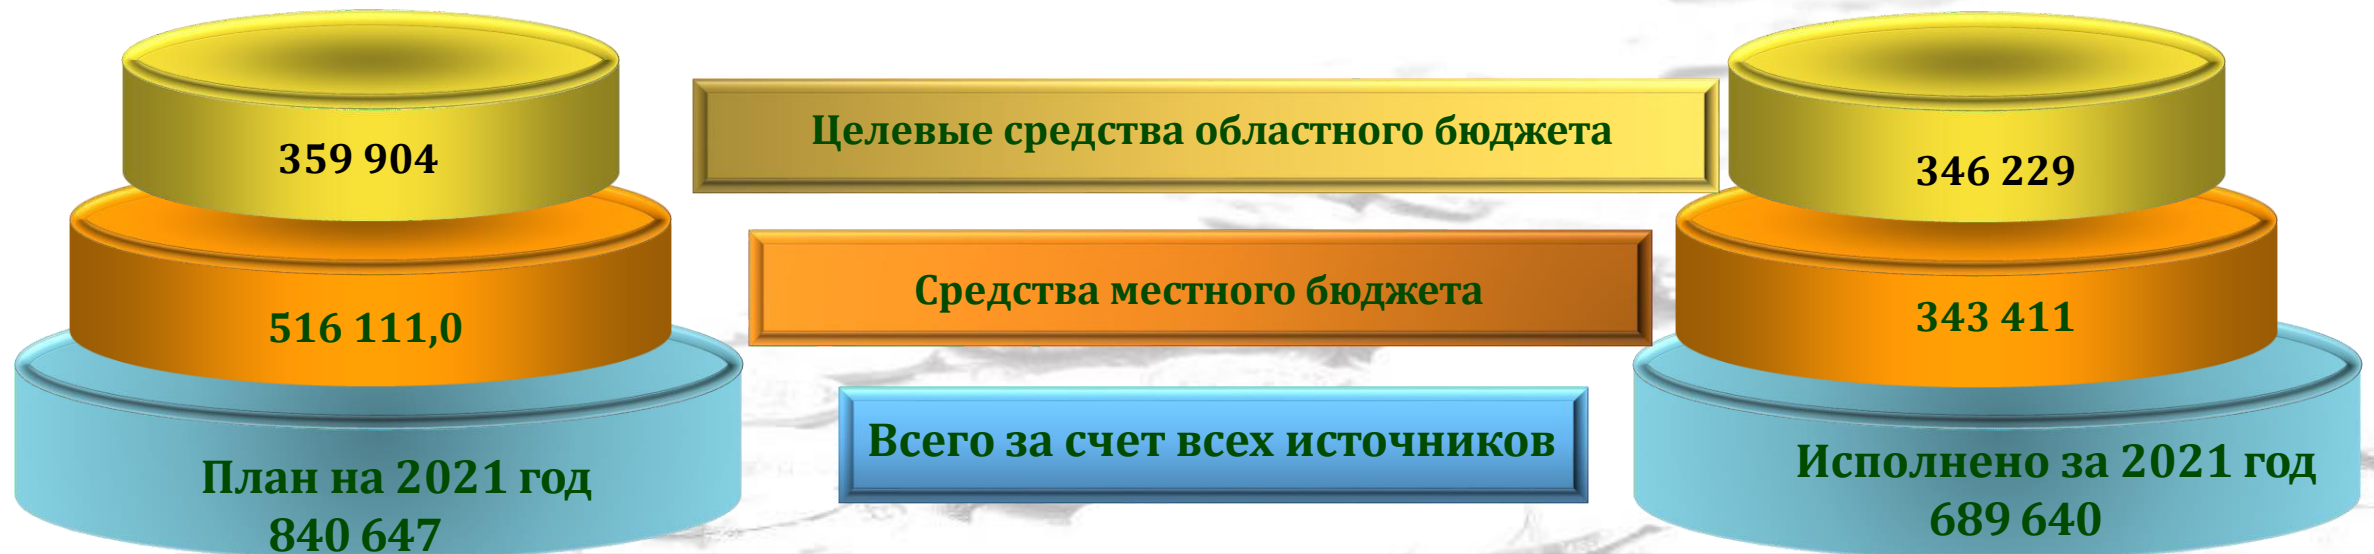 359 904
516 111,0
План на 2021 год
840 647
Целевые средства областного бюджета
Средства местного бюджета
Всего за счет всех источников
346 229
343 411
Исполнено за 2021 год
689 640